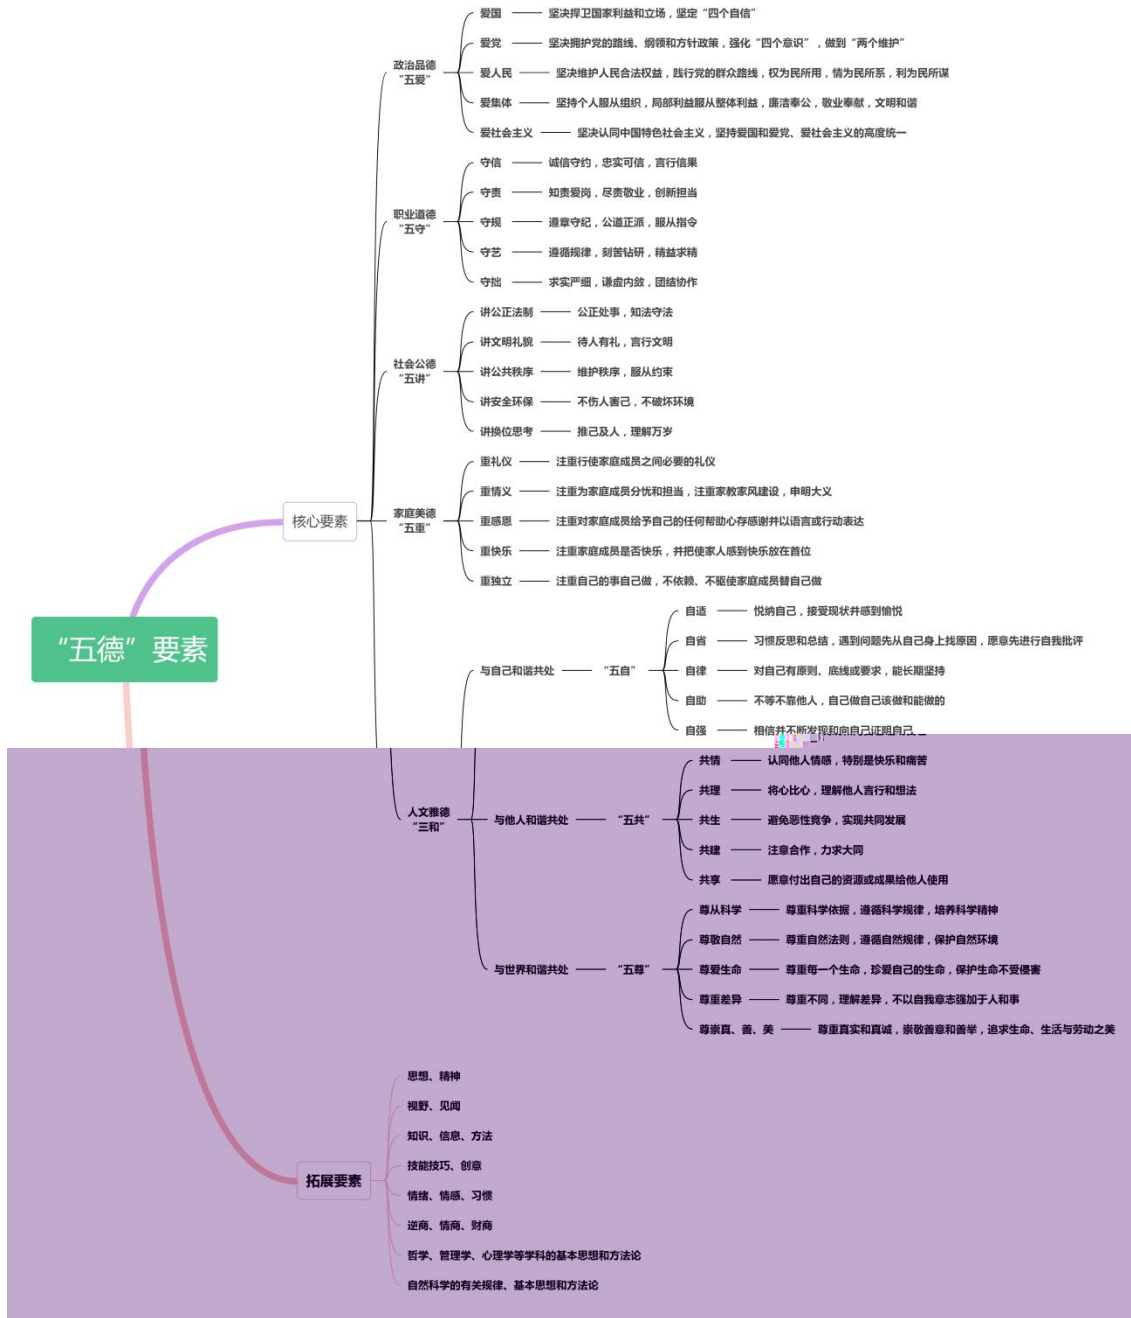 “五德”要素
核心要素
政治品德
“五爱”
爱国
坚决捍卫国家利益和立场，坚定“四个自信”
爱党
坚决拥护党的路线、纲领和方针政策，强化“四个意识”，做到“两个维护”
爱人民
坚决维护人民合法权益，践行党的群众路线，权为民所用，情为民所系，利为民所谋
爱集体
坚持个人服从组织，局部利益服从整体利益，廉洁奉公，敬业奉献，文明和谐
爱社会主义
坚决认同中国特色社会主义，坚持爱国和爱党、爱社会主义的高度统一
职业道德
“五守”
守信
诚信守约，忠实可信，言行信果
守责
知责爱岗，尽责敬业，创新担当
守规
遵章守纪，公道正派，服从指令
守艺
遵循规律，刻苦钻研，精益求精
守拙
求实严细，谦虚内敛，团结协作
社会公德
“五讲”
讲公正法制
公正处事，知法守法
讲文明礼貌
待人有礼，言行文明
讲公共秩序
维护秩序，服从约束
讲安全环保
不伤人害己，不破坏环境
讲换位思考
推己及人，理解万岁
家庭美德
“五重”
重礼仪
注重行使家庭成员之间必要的礼仪
重情义
注重为家庭成员分忧和担当，注重家教家风建设，申明大义
重感恩
注重对家庭成员给予自己的任何帮助心存感谢并以语言或行动表达
重快乐
注重家庭成员是否快乐，并把使家人感到快乐放在首位
重独立
注重自己的事自己做，不依赖、不驱使家庭成员替自己做
人文雅德
“三和”
与自己和谐共处
“五自”
自适
悦纳自己，接受现状并感到愉悦
自省
习惯反思和总结，遇到问题先从自己身上找原因，愿意先进行自我批评
自律
对自己有原则、底线或要求，能长期坚持
自助
不等不靠他人，自己做自己该做和能做的
自强
相信并不断发现和向自己证明自己
与他人和谐共处
“五共”
共情
认同他人情感，特别是快乐和痛苦
共理
将心比心，理解他人言行和想法
共生
避免恶性竞争，实现共同发展
共建
注意合作，力求大同
共享
愿意付出自己的资源或成果给他人使用
与世界和谐共处
“五尊”
尊从科学
尊重科学依据，遵循科学规律，培养科学精神
尊敬自然
尊重自然法则，遵循自然规律，保护自然环境
尊爱生命
尊重每一个生命，珍爱自己的生命，保护生命不受侵害
尊重差异
尊重不同，理解差异，不以自我意志强加于人和事
尊崇真、善、美
尊重真实和真诚，崇敬善意和善举，追求生命、生活与劳动之美
拓展要素
思想、精神
视野、见闻
知识、信息、方法
技能技巧、创意
情绪、情感、习惯
逆商、情商、财商
哲学、管理学、心理学等学科的基本思想和方法论
自然科学的有关规律、基本思想和方法论